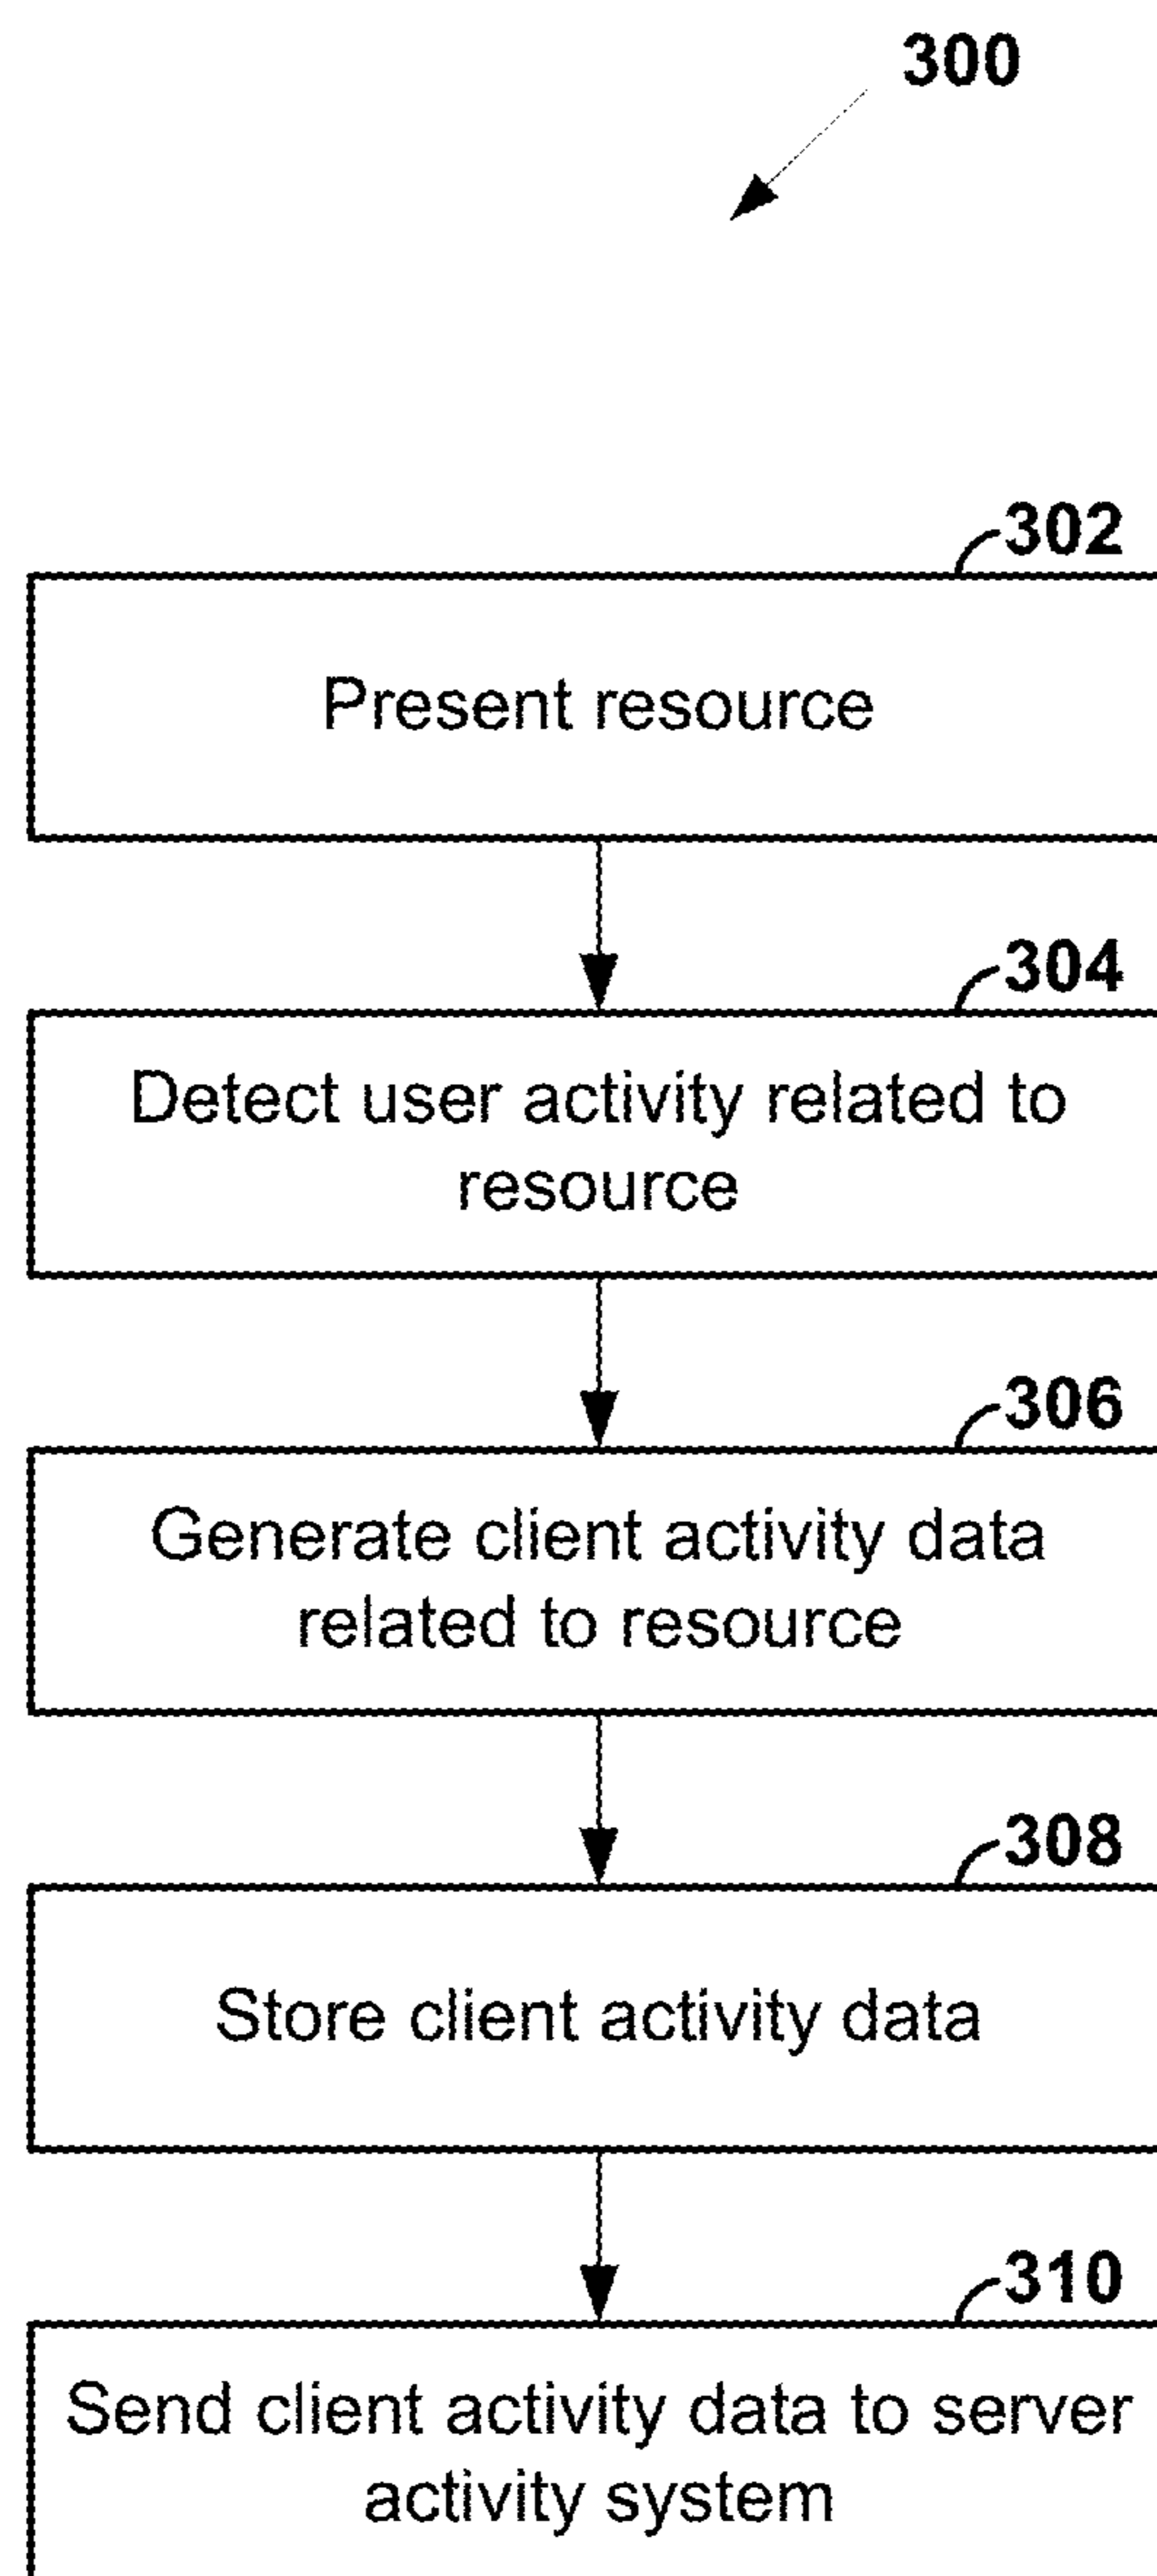 300
302
Present resource
304
Detect user activity related to
resource
306
Generate client activity data
related to resource
308
Store client activity data
310
Send client activity data to server
activity system